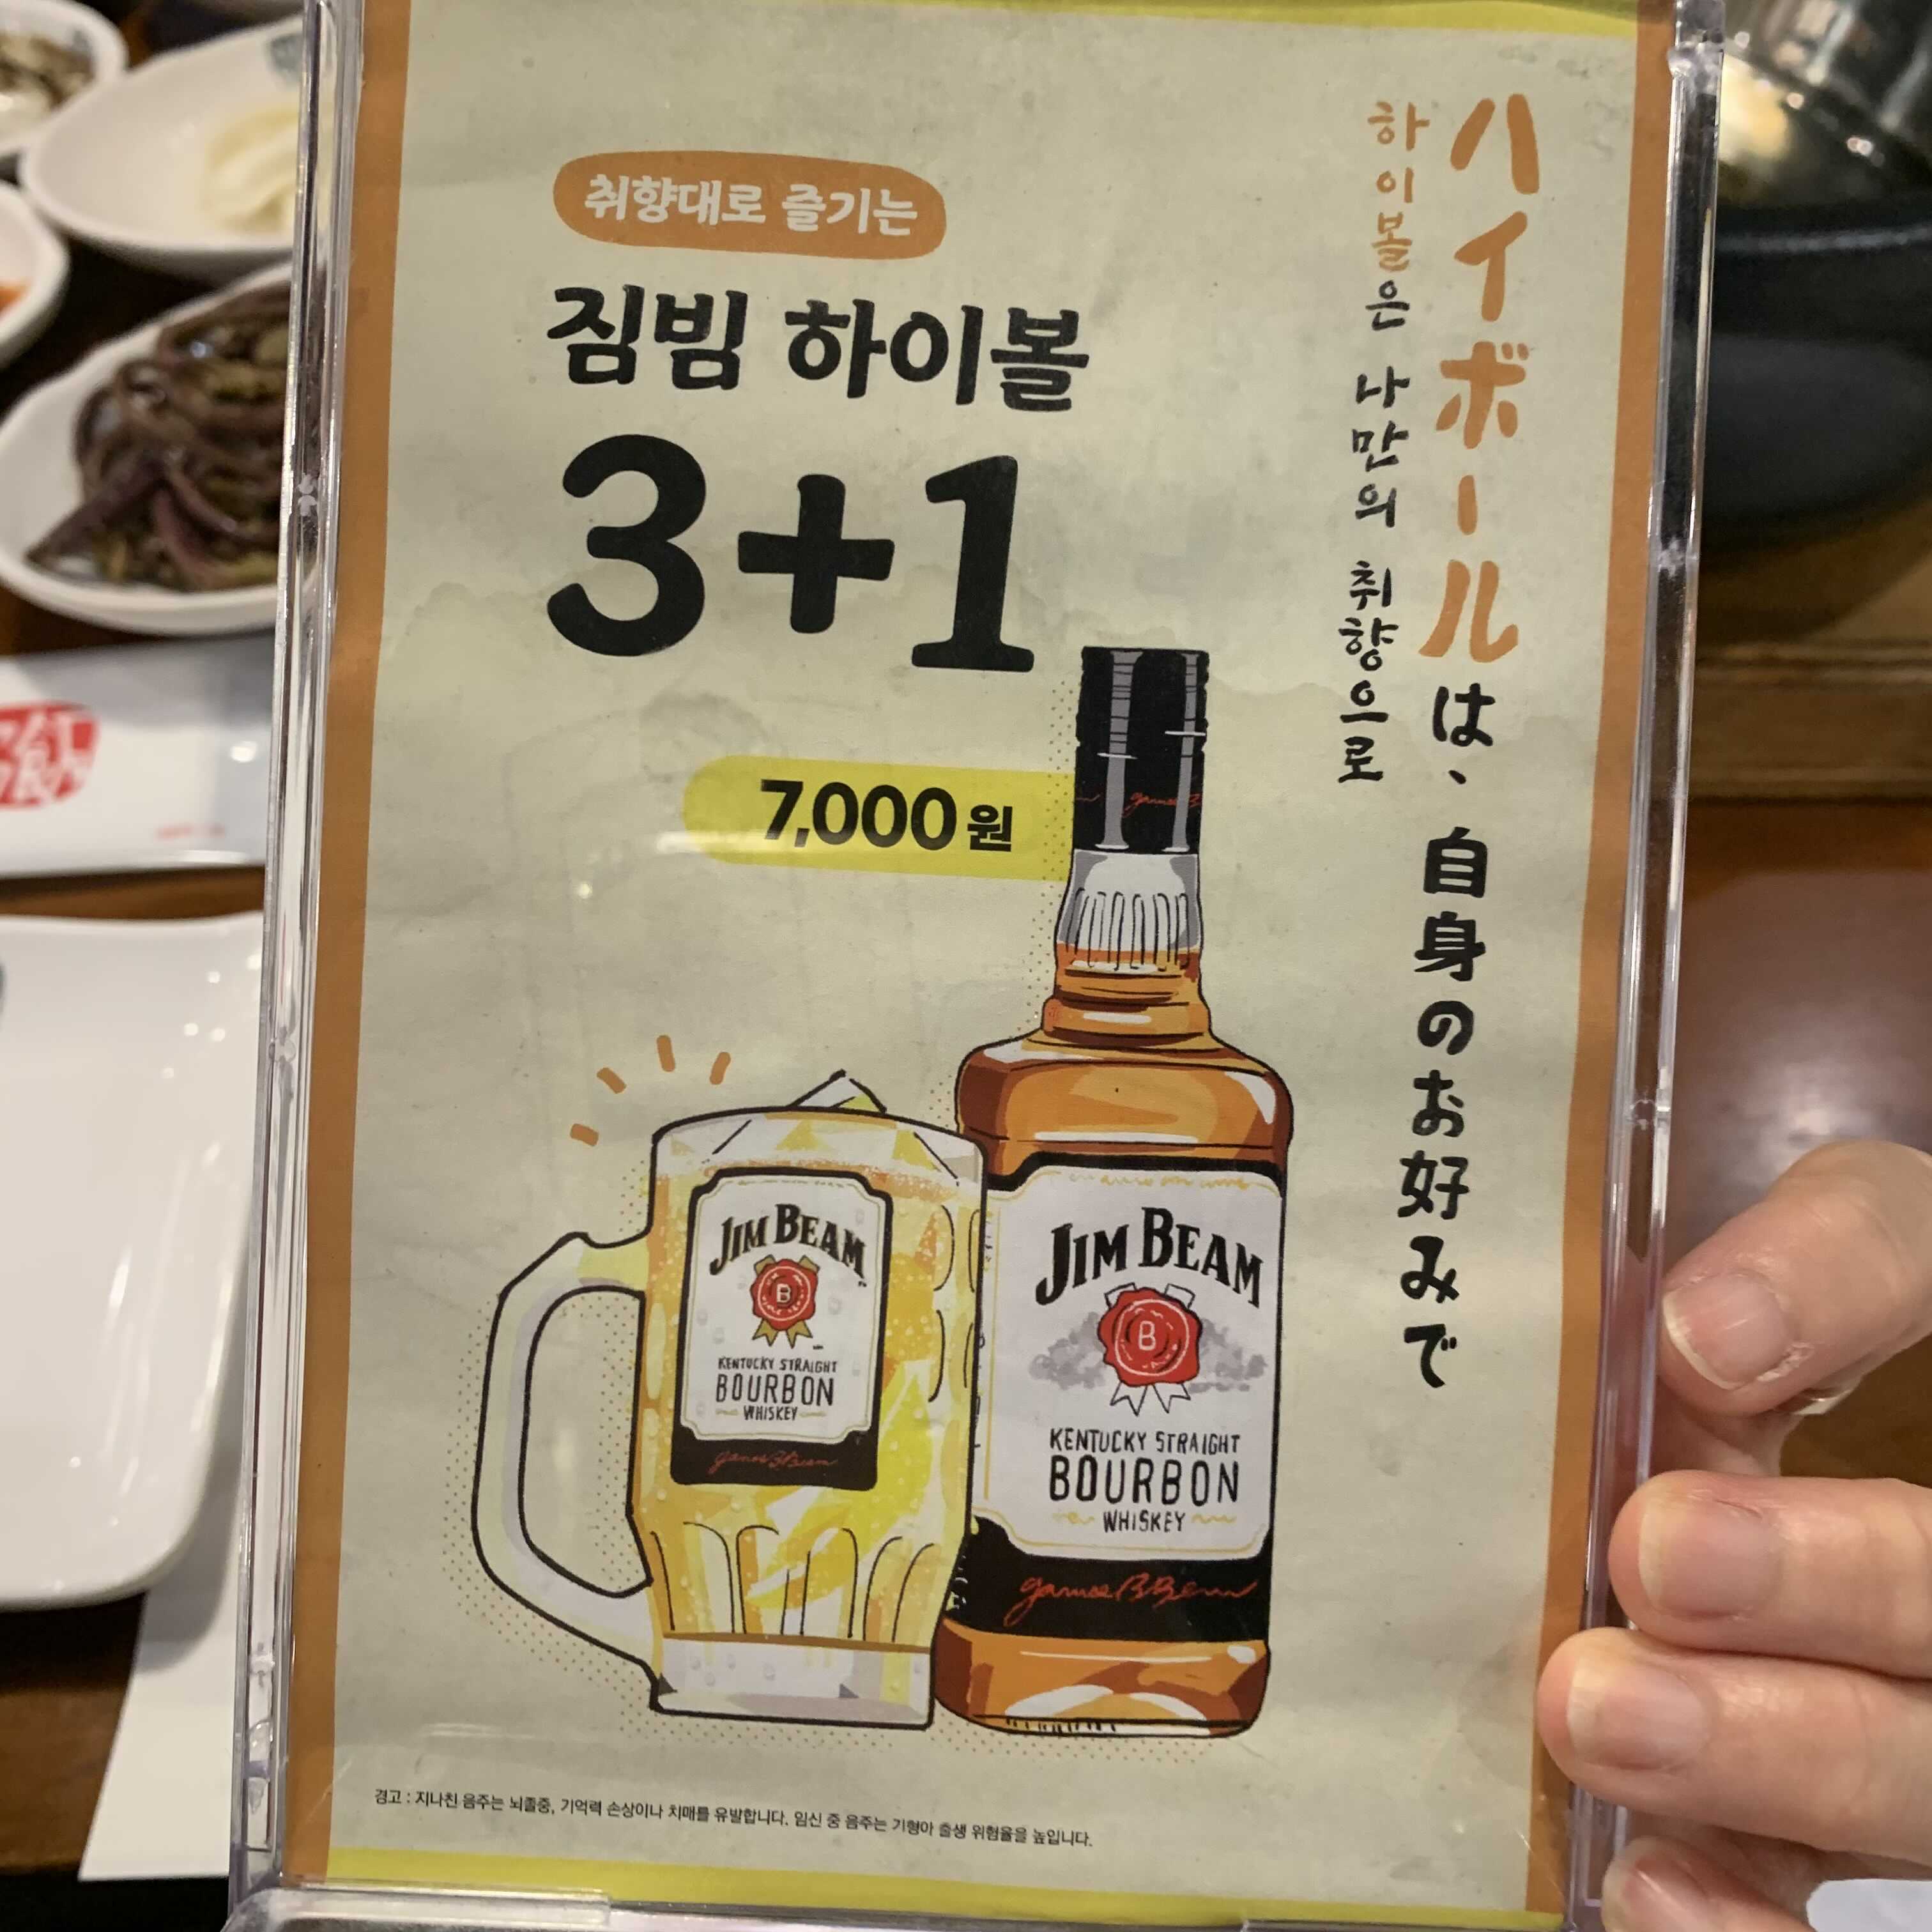 취향대로 즐기는
짐빔 하이볼
3+1
7,000원
ハイボールは、自身のお好みで
하이볼은 나만의 취향으로
JIM BEAM
B
KENTUCKY STRAIGHT
BOURBON
WHISKEY
JIM BEAM
B
KENTUCKY STRAIGHT
BOURBON
WHISKEY
James B. Beam
경고 : 지나친 음주는 뇌졸중, 기억력 손상이나 치매를 유발합니다. 임신 중 음주는 기형아 출생 위험율을 높입니다.